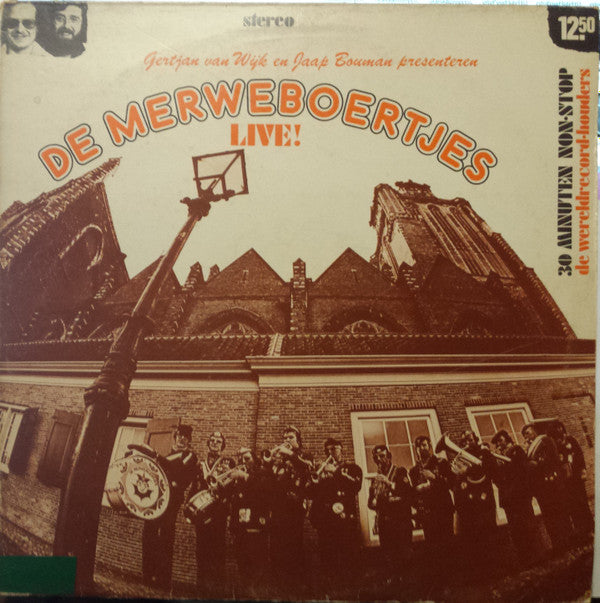 stereo
12.50
Gertjan van Wijk en Jaap Bouman presenteren
DE MERWEBOERTJES
LIVE!
30 MINUTEN NON-STOP
de wereldrecord-houders